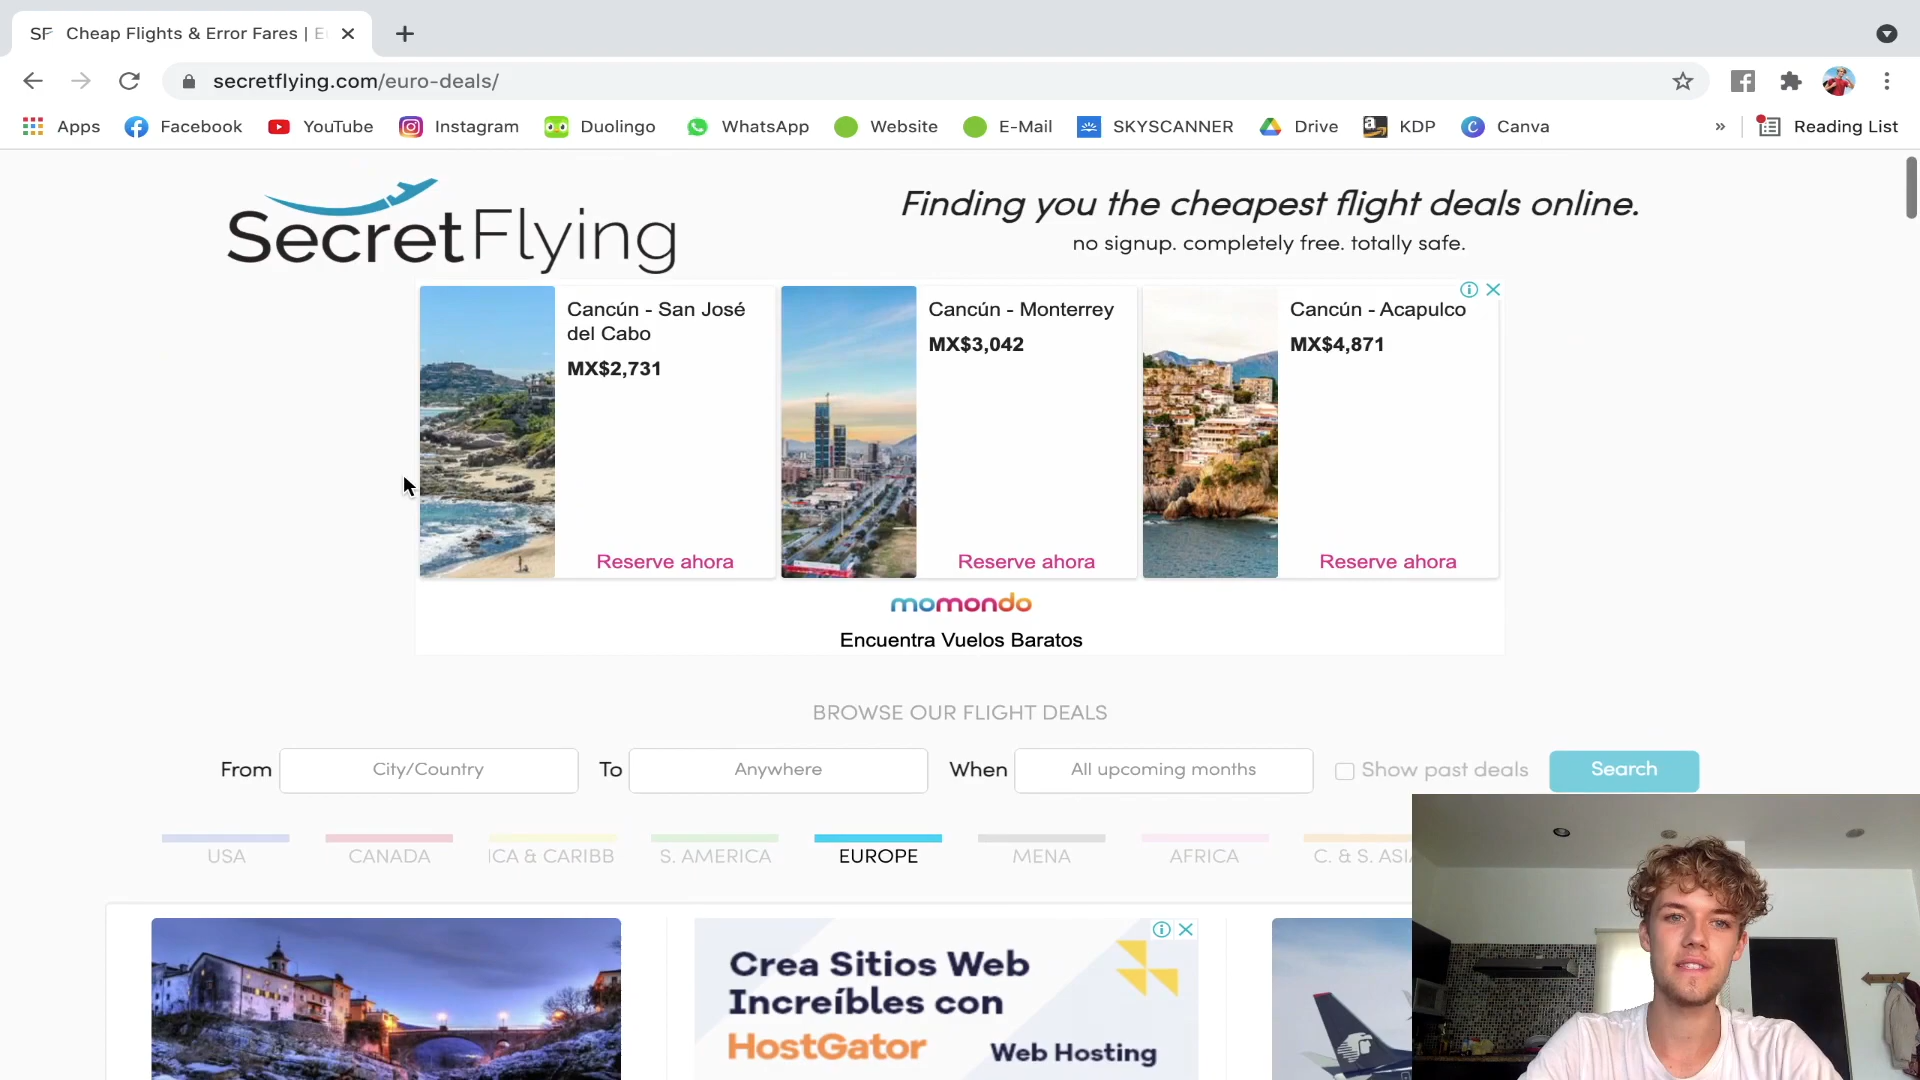 SF Cheap Flights & Error Fares | E
secretflying.com/euro-deals/
Apps Facebook YouTube Instagram Duolingo WhatsApp Website E-Mail SKYSCANNER Drive KDP Canva » Reading List
SecretFlying
Finding you the cheapest flight deals online.
no signup. completely free. totally safe.
Cancún - San José
del Cabo
MX$2,731
Reserve ahora
Cancún - Monterrey
MX$3,042
Reserve ahora
Cancún - Acapulco
MX$4,871
Reserve ahora
momondo
Encuentra Vuelos Baratos
BROWSE OUR FLIGHT DEALS
From City/Country To Anywhere When All upcoming months Show past deals Search
USA CANADA ICA & CARIBB S. AMERICA EUROPE MENA AFRICA C. & S. ASIA
Crea Sitios Web
Increíbles con
HostGator Web Hosting